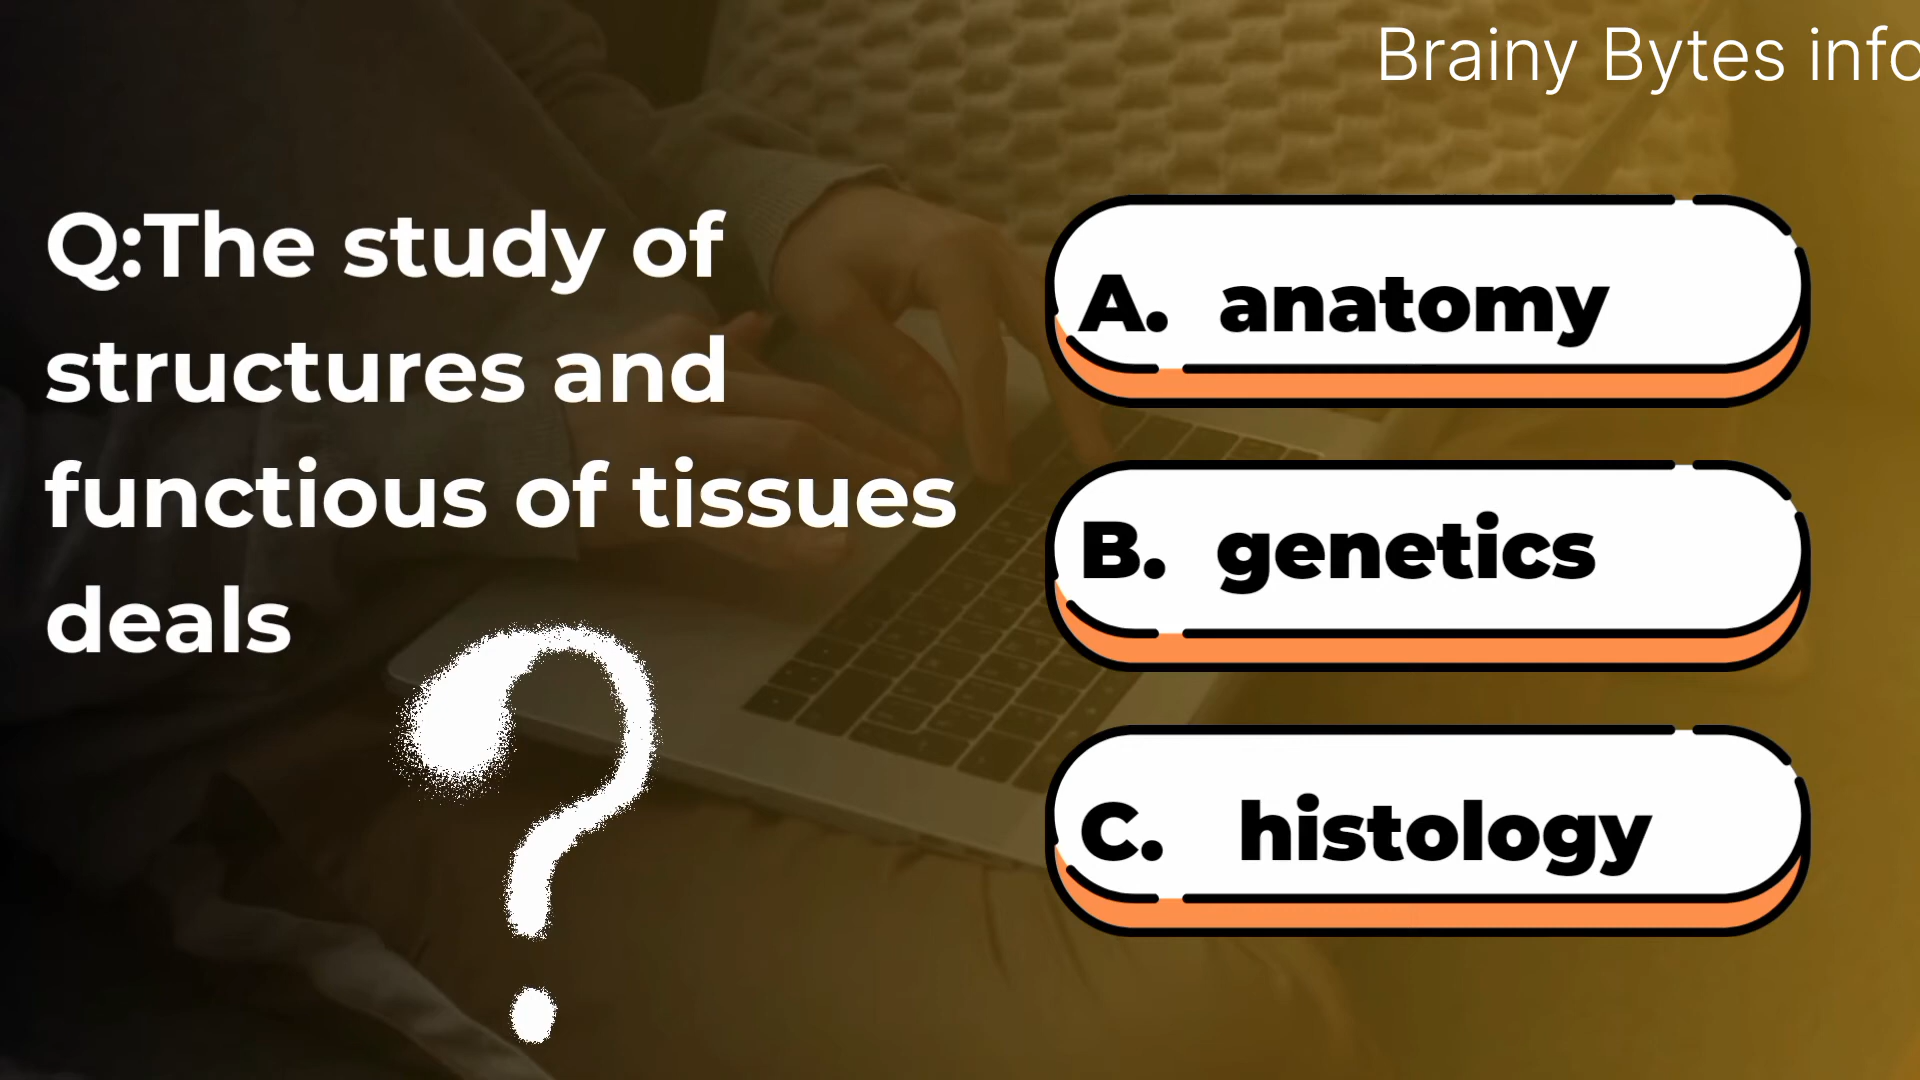 Brainy Bytes info
Q:The study of
structures and
functious of tissues
deals
?
A. anatomy
B. genetics
C. histology